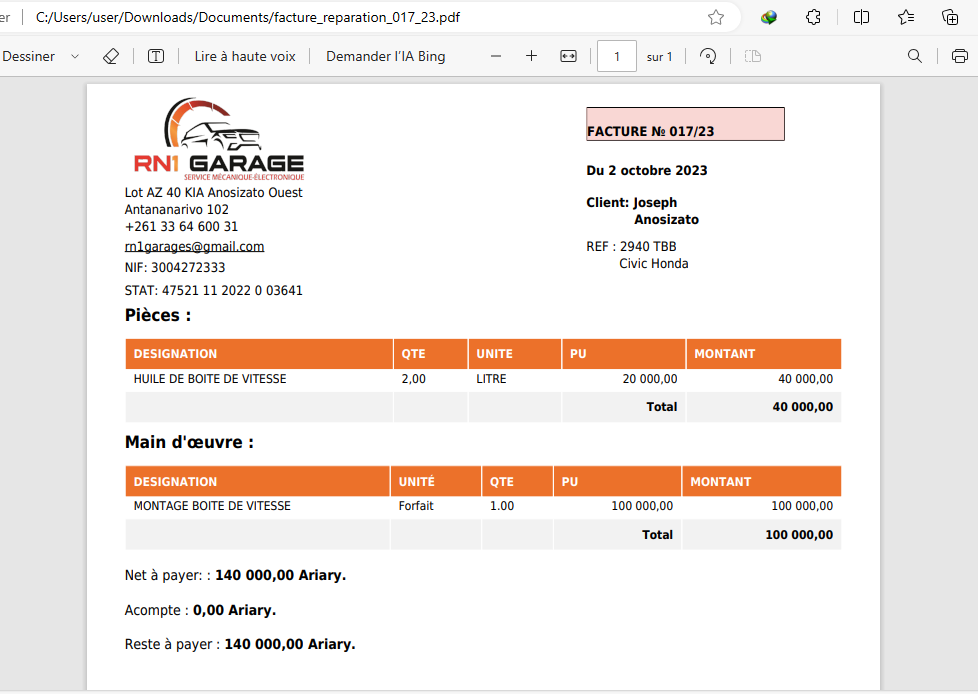 er
C:/Users/user/Downloads/Documents/facture_reparation_017_23.pdf
Dessiner
Lire à haute voix
Demander l'IA Bing
1
sur 1
RN1 GARAGE
SERVICE MÉCANIQUE-ÉLECTRONIQUE
Lot AZ 40 KIA Anosizato Ouest
Antananarivo 102
+261 33 64 600 31
rn1garages@gmail.com
NIF: 3004272333
STAT: 47521 11 2022 0 03641
FACTURE № 017/23
Du 2 octobre 2023
Client: Joseph
Anosizato
REF : 2940 TBB
Civic Honda
Pièces :
DESIGNATION QTE UNITE PU MONTANT
HUILE DE BOITE DE VITESSE 2,00 LITRE 20 000,00 40 000,00
Total 40 000,00
Main d'œuvre :
DESIGNATION UNITÉ QTE PU MONTANT
MONTAGE BOITE DE VITESSE Forfait 1.00 100 000,00 100 000,00
Total 100 000,00
Net à payer: : 140 000,00 Ariary.
Acompte : 0,00 Ariary.
Reste à payer : 140 000,00 Ariary.